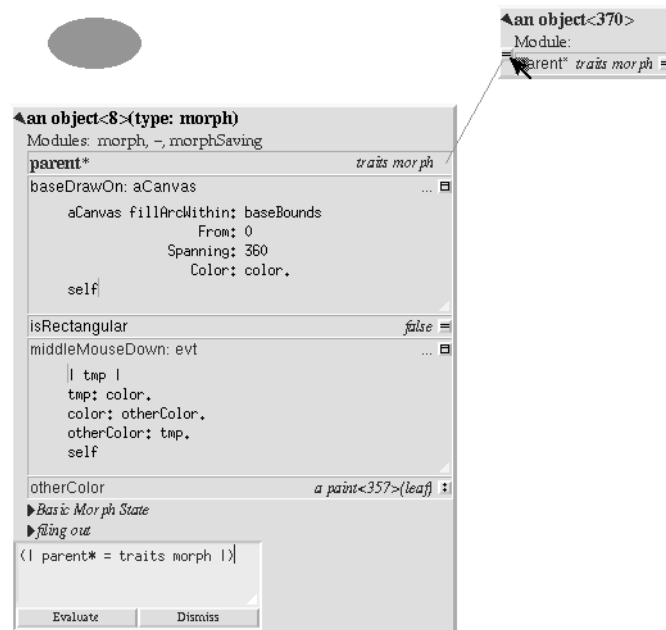 an object<370>
Module:
parent* traits morph =
an object<8>(type: morph)
Modules: morph, –, morphSaving
parent* traits morph /
baseDrawOn: aCanvas ...
aCanvas fillArcWithin: baseBounds
From: 0
Spanning: 360
Color: color.
self
isRectangular false =
middleMouseDown: evt ...
| tmp |
tmp: color.
color: otherColor.
otherColor: tmp.
self
otherColor a paint<357>(leaf) :
Basic Morph State
filing out
(| parent* = traits morph |)
Evaluate Dismiss